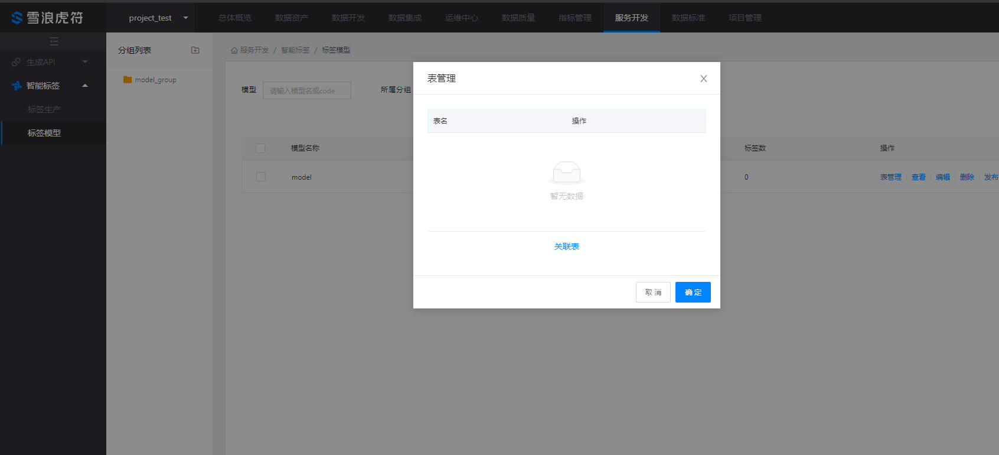 雪浪虎符
project_test
总体概览 数据资产 数据开发 数据集成 运维中心 数据质量 指标管理 服务开发 数据标准 项目管理
生成API
智能标签
标签生产
标签模型
分组列表
model_group
服务开发 / 智能标签 / 标签模型
模型 请输入模型名或code 所属分组
模型名称 标签数 操作
model 0 表管理 查看 编辑 删除 发布
表管理
表名 操作
暂无数据
关联表
取消 确定